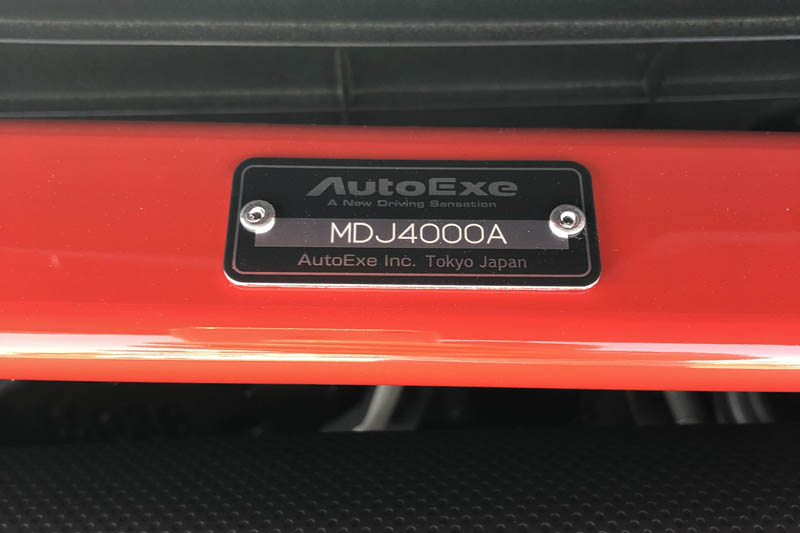 AutoExe
A New Driving Sensation
MDJ4000A
AutoExe Inc. Tokyo Japan